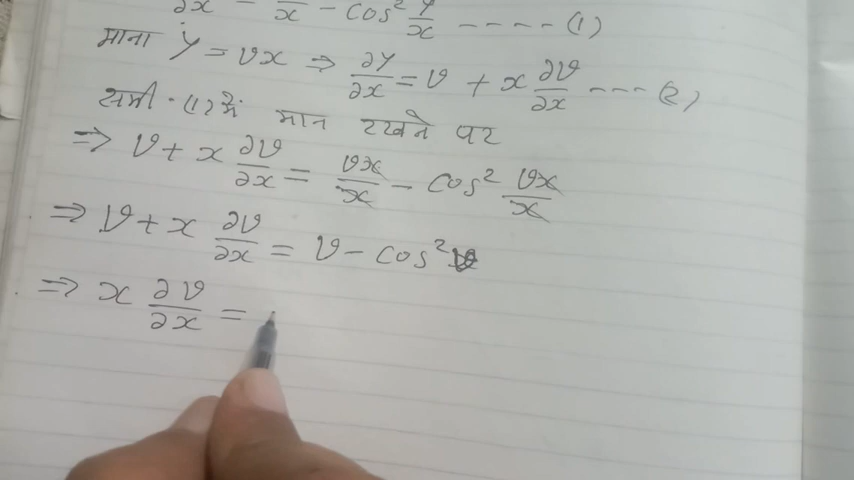 ∂x = x - cos² y/x ---- (1)
माना y = vx ⇒ ∂y/∂x = v + x ∂v/∂x --- (2)
समी. (1) में मान रखने पर
⇒ v + x ∂v/∂x = vx/x - cos² vx/x
⇒ v + x ∂v/∂x = v - cos² v
⇒ x ∂v/∂x =